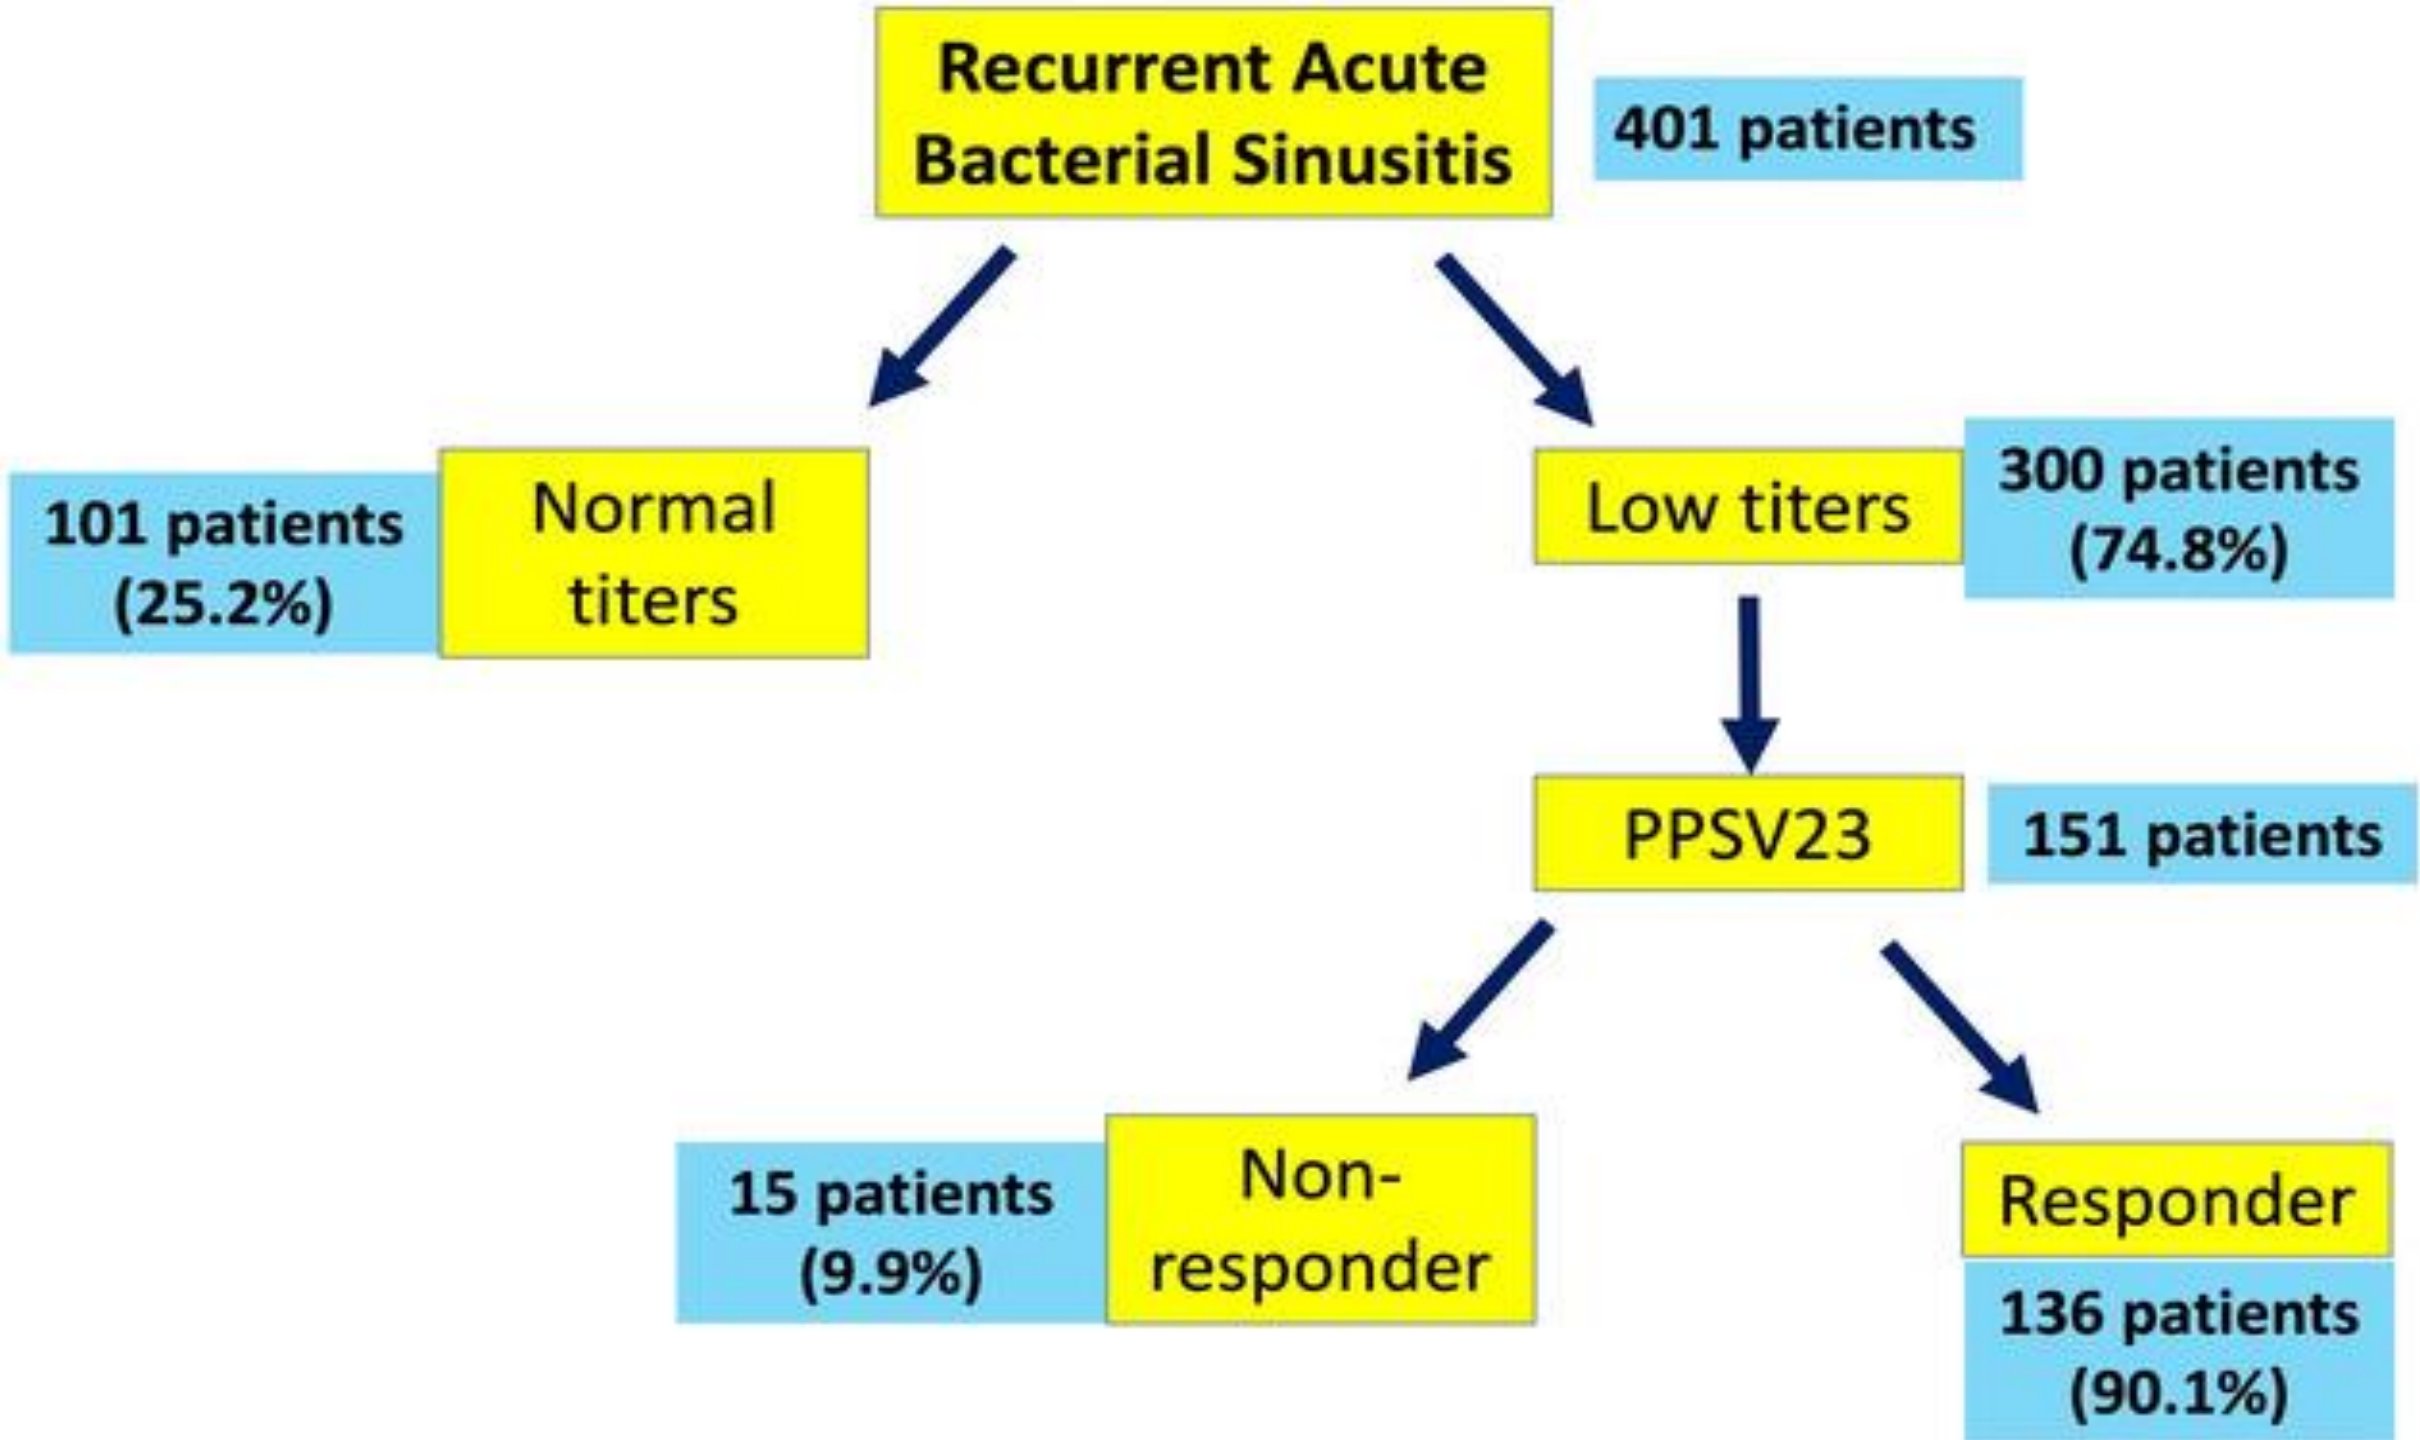 Recurrent Acute
Bacterial Sinusitis
401 patients
101 patients
(25.2%)
Normal
titers
Low titers
300 patients
(74.8%)
PPSV23
151 patients
15 patients
(9.9%)
Non-
responder
Responder
136 patients
(90.1%)